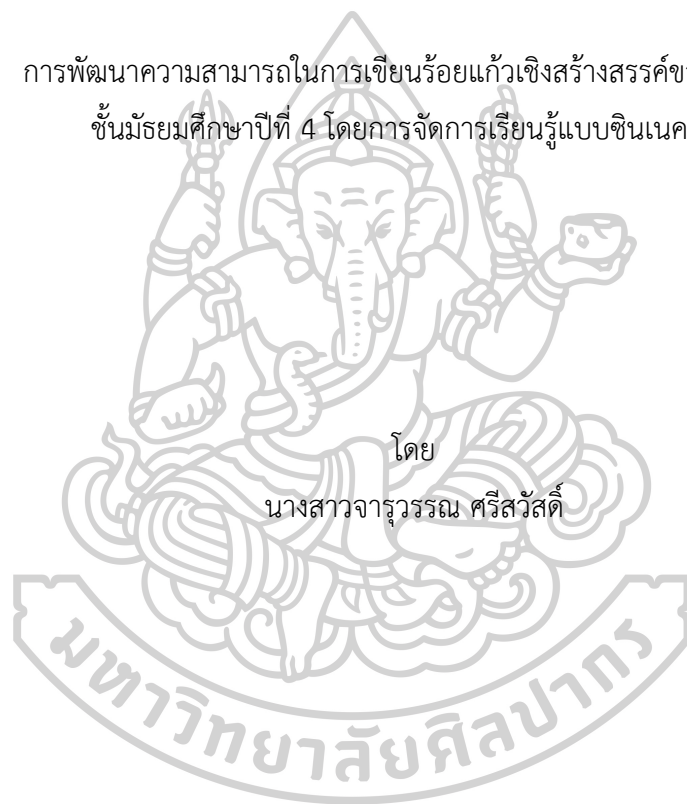 การพัฒนาความสามารถในการเขียนร้อยแก้วเชิงสร้างสรรค์ข
ชั้นมัธยมศึกษาปีที่ 4 โดยการจัดการเรียนรู้แบบซินเนค
โดย
นางสาวจารุวรรณ ศรีสวัสดิ์
มหาวิทยาลัยศิลปากร